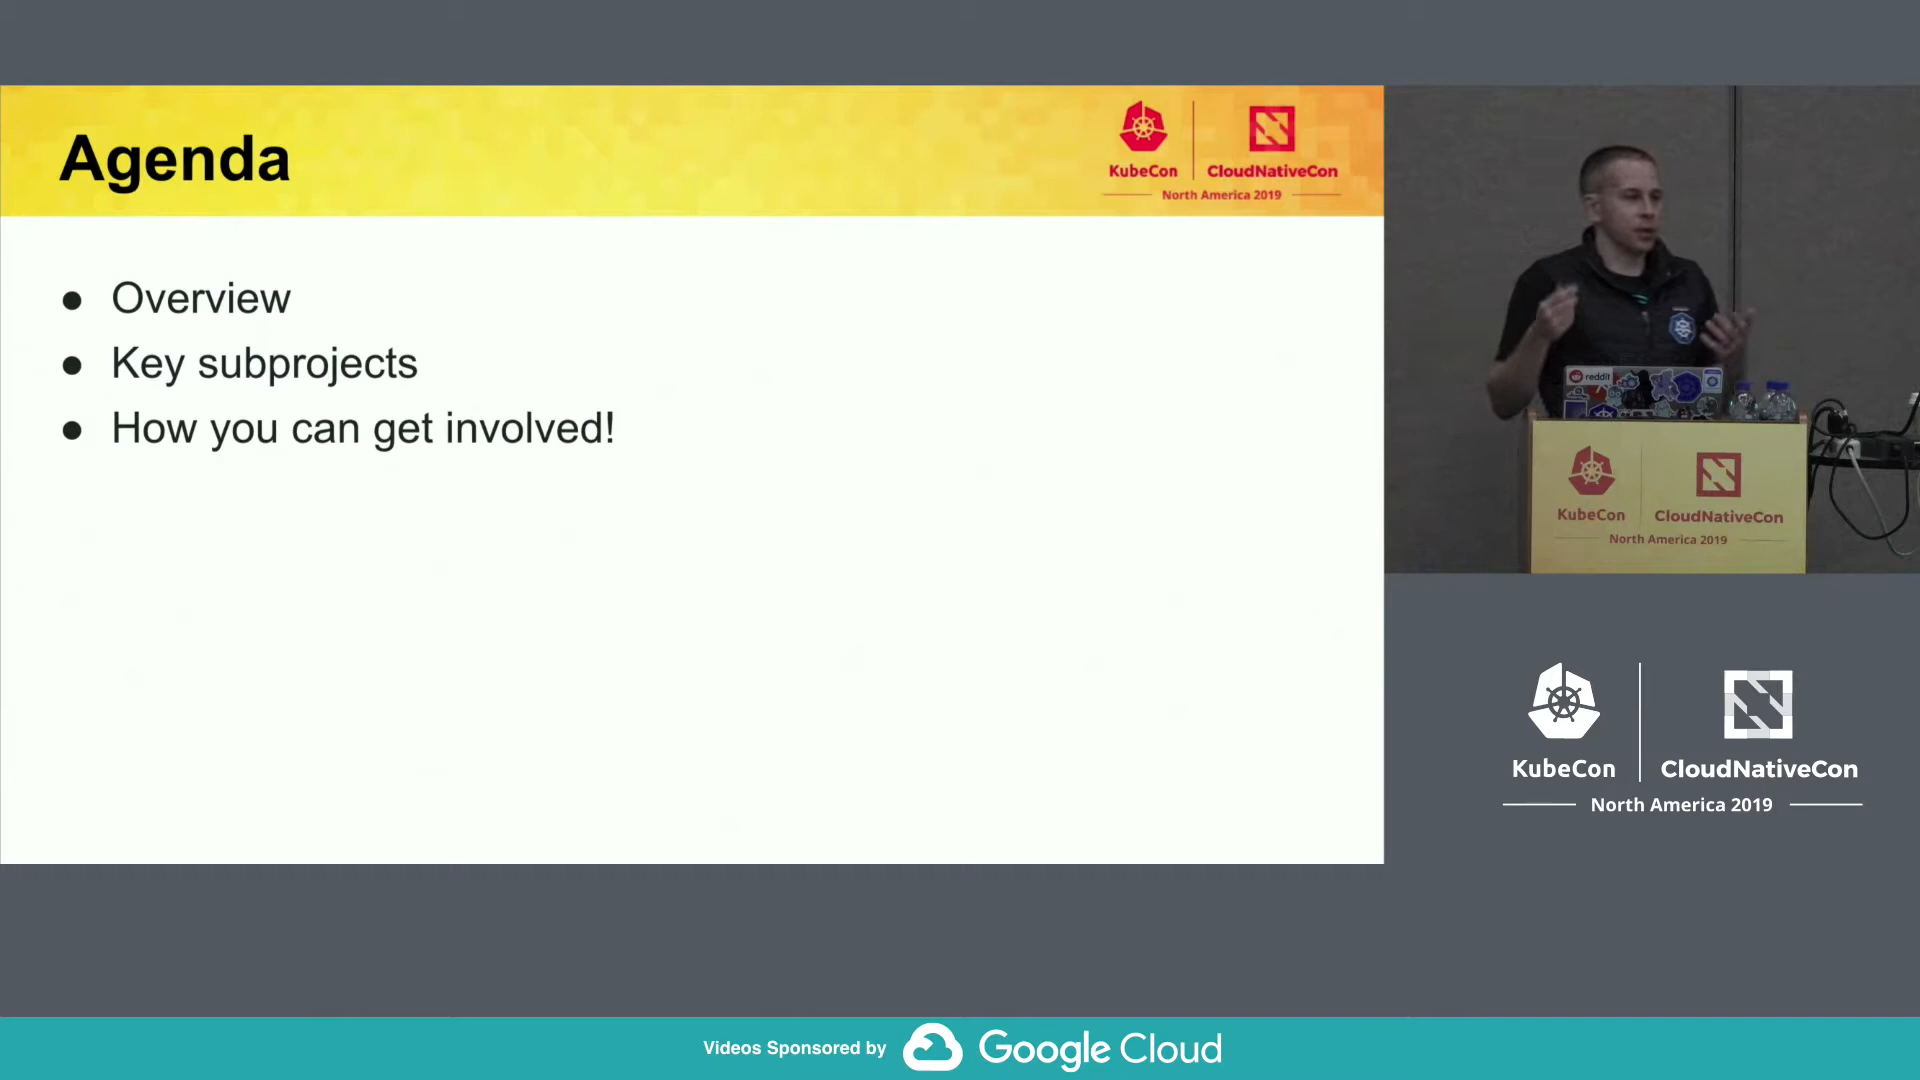 Agenda
KubeCon
CloudNativeCon
North America 2019
Overview
Key subprojects
How you can get involved!
reddit
KubeCon
CloudNativeCon
North America 2019
KubeCon
CloudNativeCon
North America 2019
Videos Sponsored by
Google Cloud